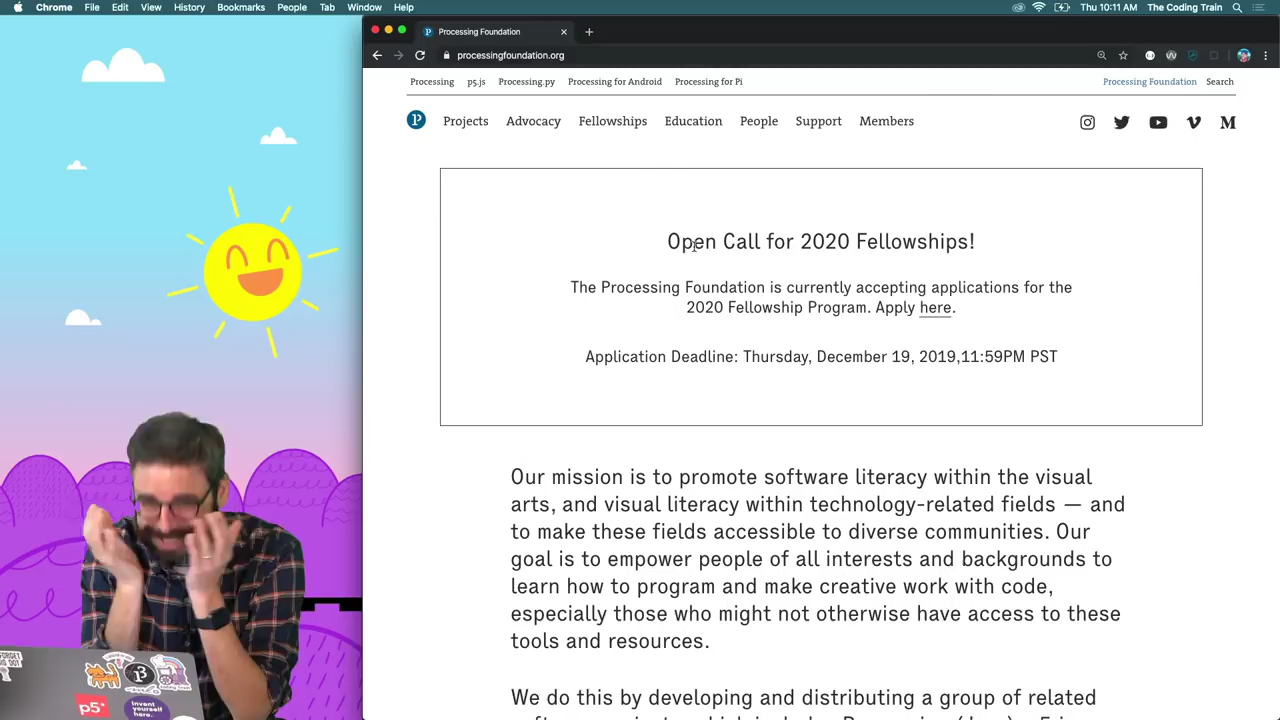 Chrome File Edit View History Bookmarks People Tab Window Help Thu 10:11 AM The Coding Train
Processing Foundation
processingfoundation.org
Processing p5.js Processing.py Processing for Android Processing for Pi Processing Foundation Search
Projects Advocacy Fellowships Education People Support Members
Open Call for 2020 Fellowships!
The Processing Foundation is currently accepting applications for the
2020 Fellowship Program. Apply here.
Application Deadline: Thursday, December 19, 2019,11:59PM PST
Our mission is to promote software literacy within the visual
arts, and visual literacy within technology-related fields — and
to make these fields accessible to diverse communities. Our
goal is to empower people of all interests and backgrounds to
learn how to program and make creative work with code,
especially those who might not otherwise have access to these
tools and resources.
We do this by developing and distributing a group of related
p5*
Invent
yourself
here.